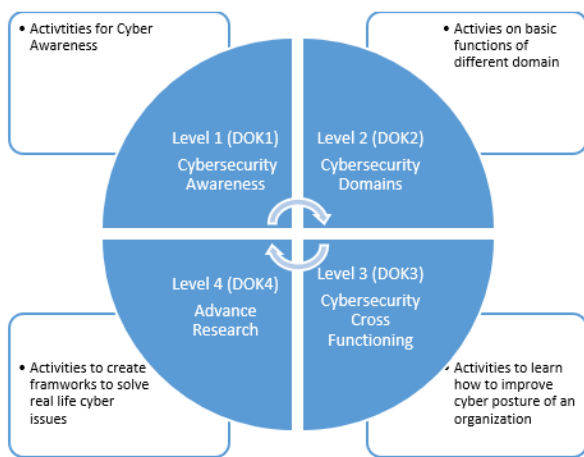 • Activtities for Cyber
Awareness
• Activies on basic
functions of
different domain
Level 1 (DOK1)
Cybersecurity
Awareness
Level 2 (DOK2)
Cybersecurity
Domains
Level 4 (DOK4)
Advance
Research
Level 3 (DOK3)
Cybersecurity
Cross
Functioning
• Activities to create
framworks to solve
real life cyber
issues
• Activities to learn
how to improve
cyber posture of an
organization